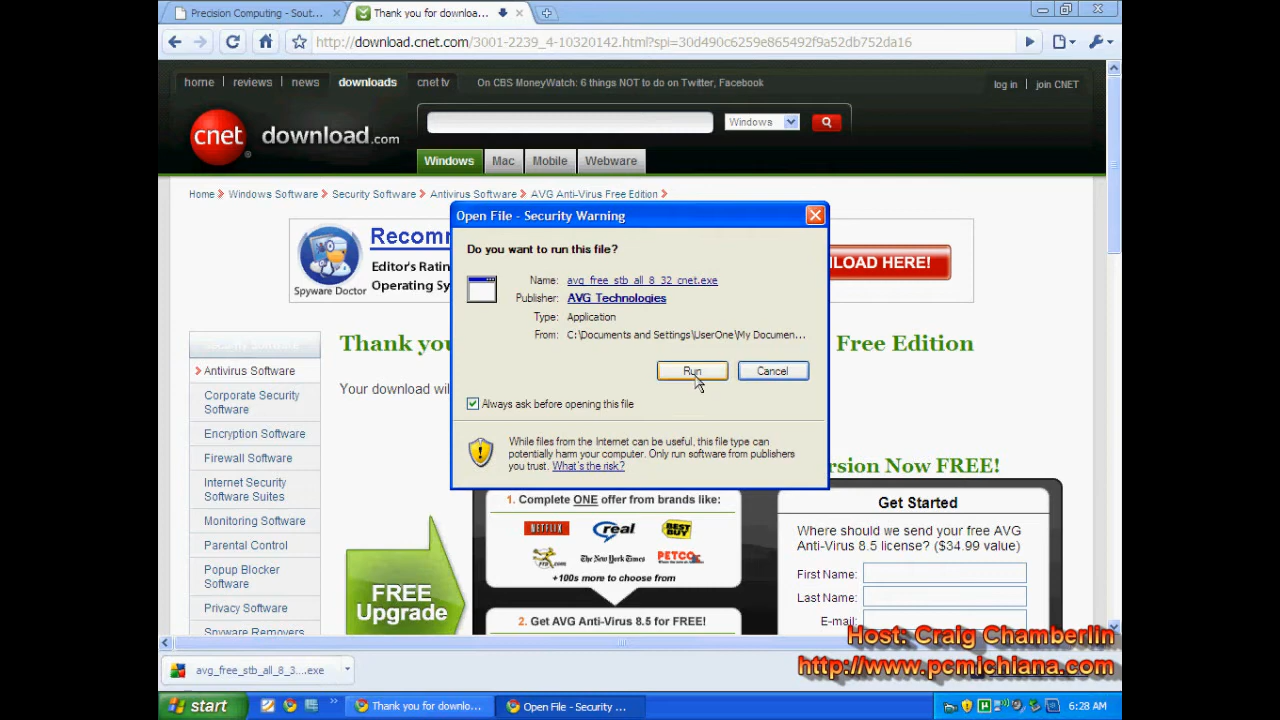 Precision Computing - Sout...
Thank you for downloa...
http://download.cnet.com/3001-2239_4-10320142.html?spi=30d490c6259e865492f9a52db752da16
home reviews news downloads cnet tv On CBS MoneyWatch: 6 things NOT to do on Twitter, Facebook log in join CNET
cnet download.com Windows
Windows Mac Mobile Webware
Home Windows Software Security Software Antivirus Software AVG Anti-Virus Free Edition
Open File - Security Warning
Do you want to run this file?
Name: avg_free_stb_all_8_32_cnet.exe
Publisher: AVG Technologies
Type: Application
From: C:\Documents and Settings\UserOne\My Documen...
Run Cancel
Always ask before opening this file
While files from the Internet can be useful, this file type can
potentially harm your computer. Only run software from publishers
you trust. What's the risk?
Spyware Doctor
Recomm
Editor's Ratin
Operating Sy
LOAD HERE!
Thank you
Free Edition
Your download will
Antivirus Software
Corporate Security
Software
Encryption Software
Firewall Software
Internet Security
Software Suites
Monitoring Software
Parental Control
Popup Blocker
Software
Privacy Software
Spyware Removers
rsion Now FREE!
FREE
Upgrade
1. Complete ONE offer from brands like:
NETFLIX real BEST BUY
FTD.com The New York Times PETCO
+100s more to choose from
2. Get AVG Anti-Virus 8.5 for FREE!
Get Started
Where should we send your free AVG
Anti-Virus 8.5 license? ($34.99 value)
First Name:
Last Name:
E-mail:
Host: Craig Chamberlin
http://www.pcmichiana.com
avg_free_stb_all_8_3....exe
start Thank you for downlo... Open File - Security ... 6:28 AM